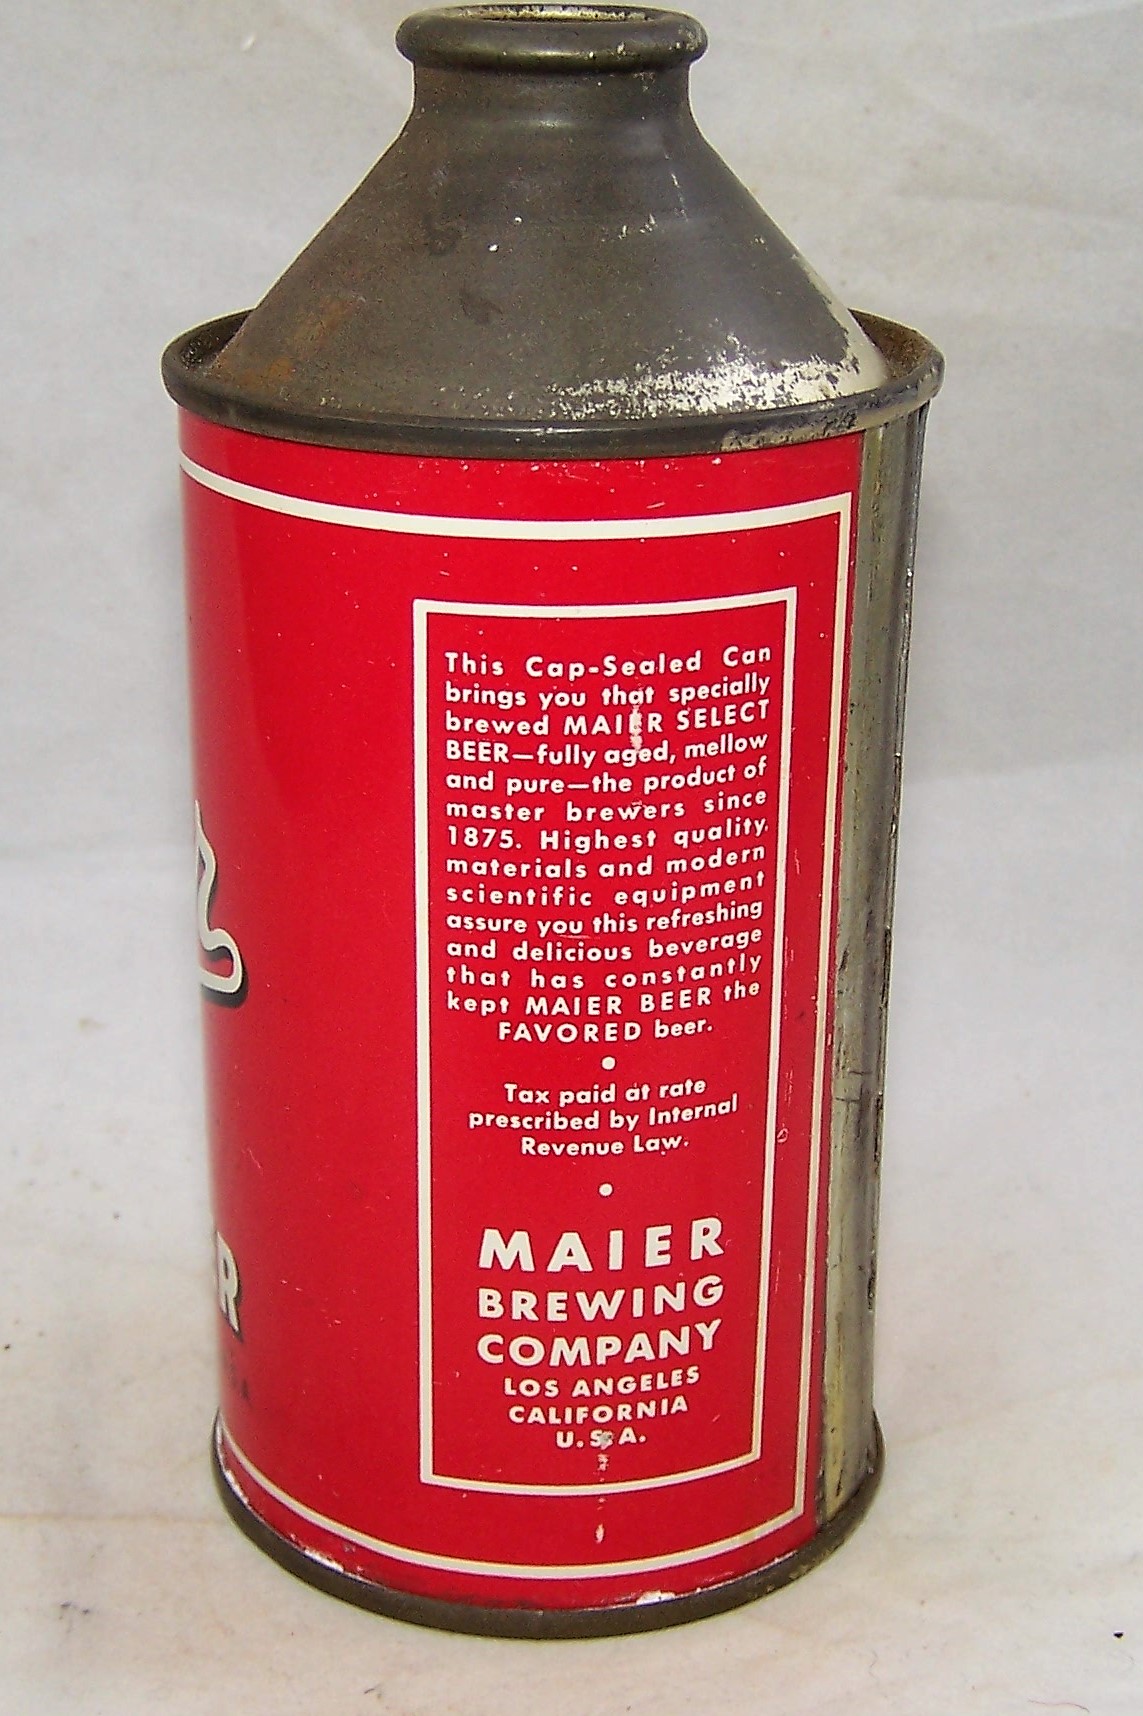 This Cap-Sealed Can
brings you that specially
brewed MAIER SELECT
BEER—fully aged, mellow
and pure—the product of
master brewers since
1875. Highest quality,
materials and modern
scientific equipment
assure you this refreshing
and delicious beverage
that has constantly
kept MAIER BEER the
FAVORED beer.
Tax paid at rate
prescribed by Internal
Revenue Law.
MAIER
BREWING
COMPANY
LOS ANGELES
CALIFORNIA
U.S.A.